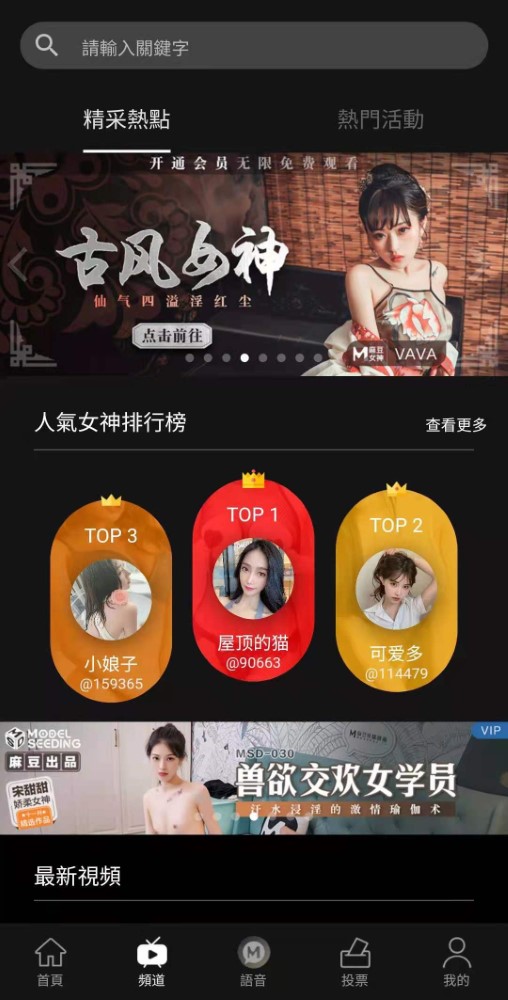 請輸入關鍵字
精采熱點
熱門活動
开通会员无限免费观看
古风女神
仙气四溢淫红尘
点击前往
M 麻豆女神 VAVA
人氣女神排行榜
查看更多
TOP 3
TOP 1
TOP 2
小娘子
@159365
屋顶的猫
@90663
可爱多
@114479
MODEL SEEDING
麻豆出品
VIP
MSD-030
兽欲交欢女学员
汗水浸淫的激情瑜伽术
宋甜甜
娇柔女神
最新視頻
首頁
頻道
M
語音
投票
我的